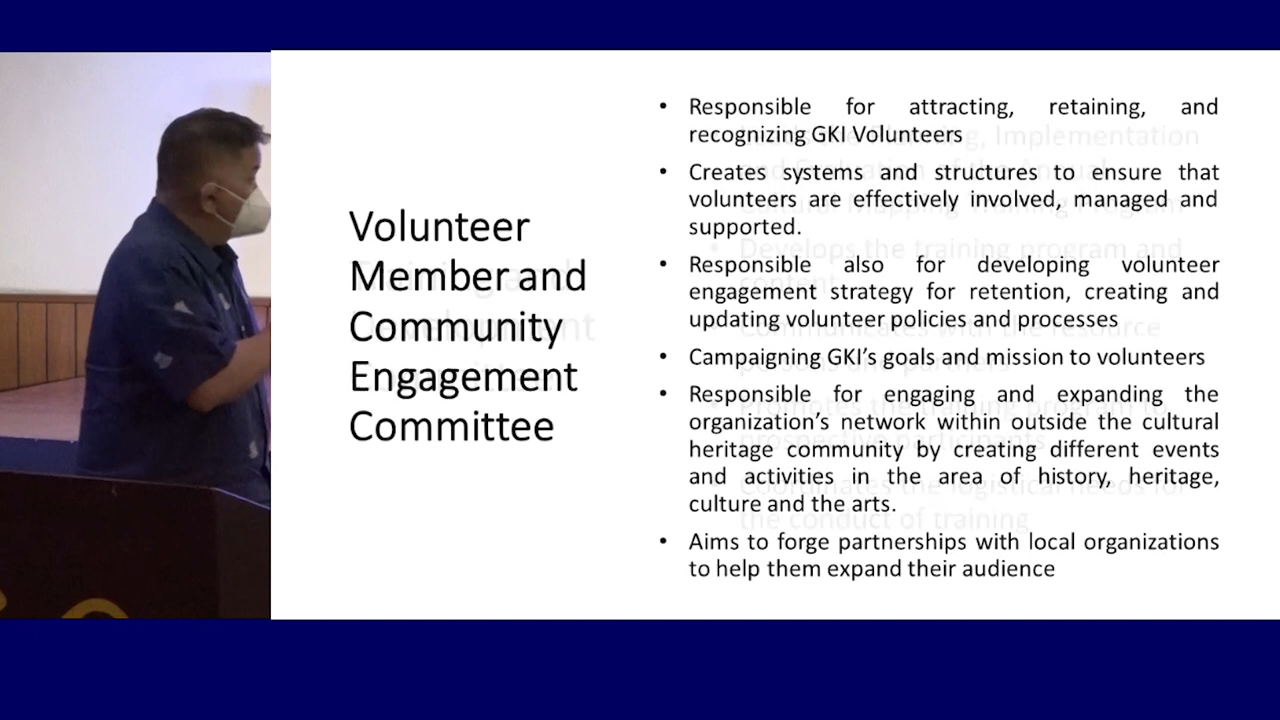 Volunteer
Member and
Community
Engagement
Committee
• Responsible for attracting, retaining, and
recognizing GKI Volunteers
• Creates systems and structures to ensure that
volunteers are effectively involved, managed and
supported.
• Responsible also for developing volunteer
engagement strategy for retention, creating and
updating volunteer policies and processes
• Campaigning GKI’s goals and mission to volunteers
• Responsible for engaging and expanding the
organization’s network within outside the cultural
heritage community by creating different events
and activities in the area of history, heritage,
culture and the arts.
• Aims to forge partnerships with local organizations
to help them expand their audience